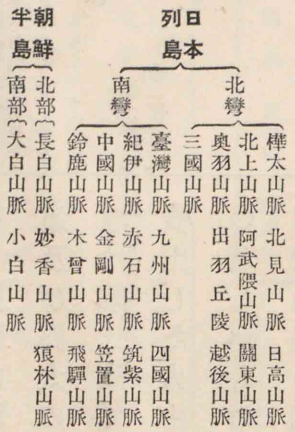 日本
列島
北彎
樺太山脈 北見山脈 日高山脈
北上山脈 阿武隈山脈 關東山脈
奧羽山脈 出羽丘陵 越後山脈
三國山脈
南彎
臺灣山脈 九州山脈 四國山脈
紀伊山脈 赤石山脈 筑紫山脈
中國山脈 金剛山脈 笠置山脈
鈴鹿山脈 木曾山脈 飛驒山脈
朝鮮
半島
北部
長白山脈 妙香山脈 狼林山脈
南部
大白山脈 小白山脈